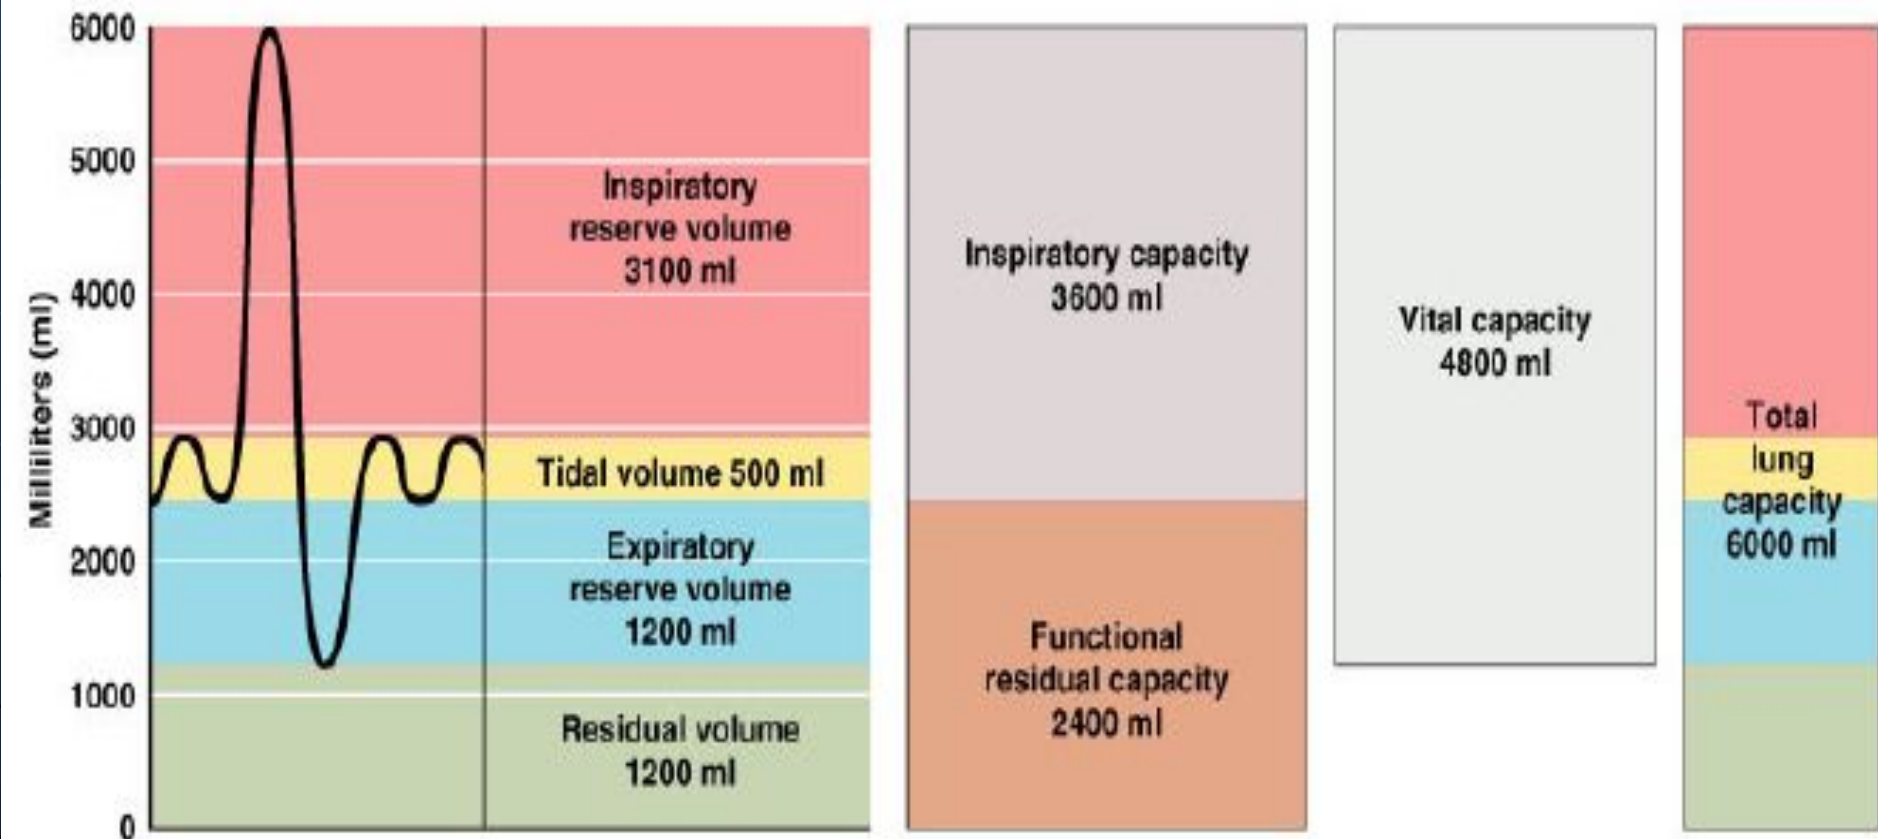 Milliliters (ml)
6000
5000
4000
3000
2000
1000
0
Inspiratory
reserve volume
3100 ml
Tidal volume 500 ml
Expiratory
reserve volume
1200 ml
Residual volume
1200 ml
Inspiratory capacity
3600 ml
Functional
residual capacity
2400 ml
Vital capacity
4800 ml
Total
lung
capacity
6000 ml